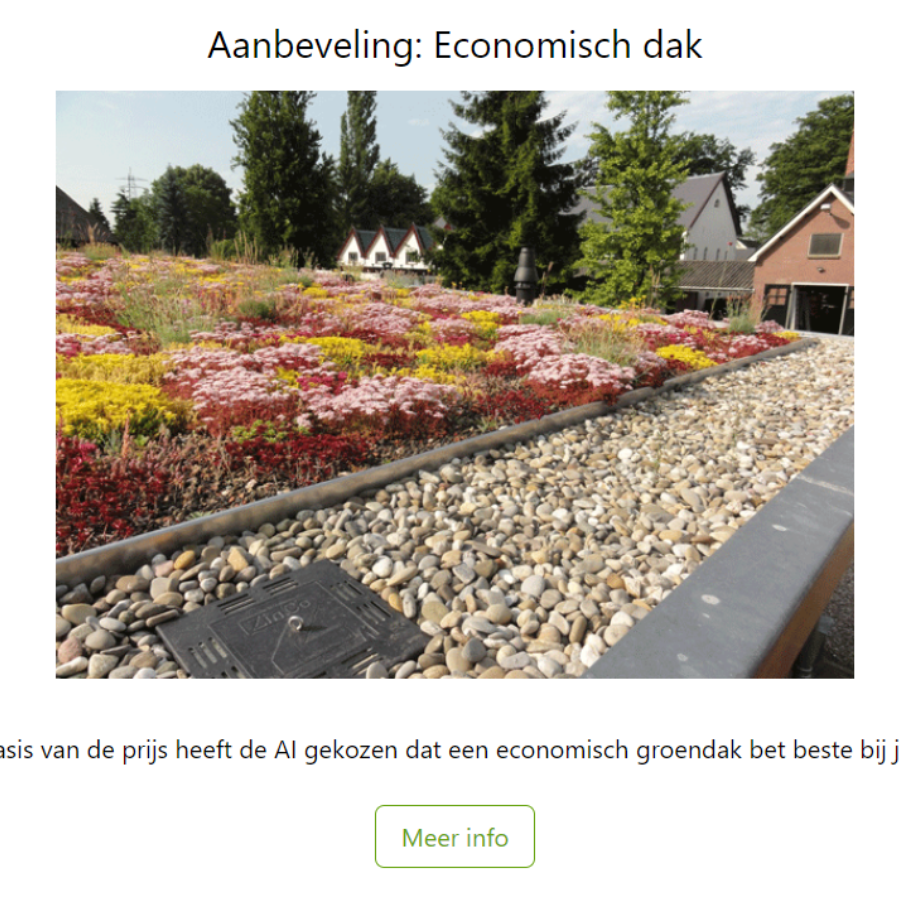 Aanbeveling: Economisch dak
ZinCo
asis van de prijs heeft de AI gekozen dat een economisch groendak bet beste bij j
Meer info